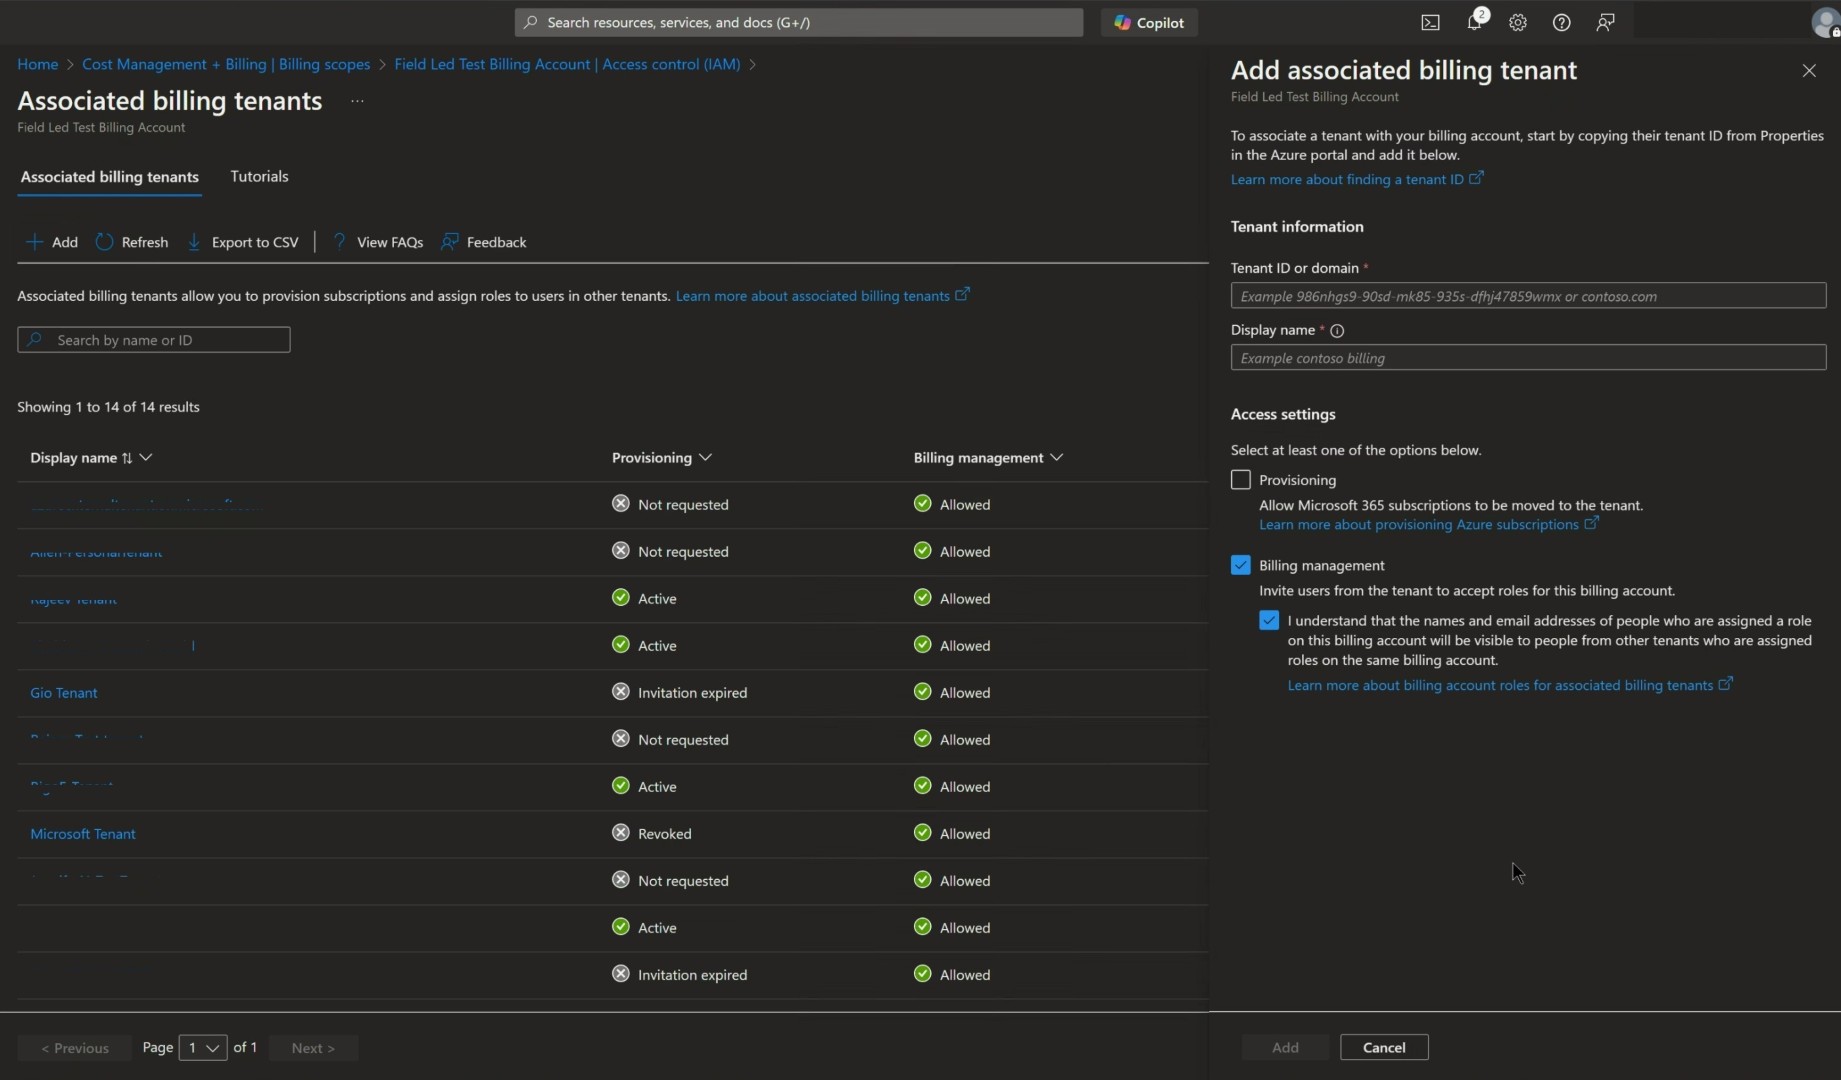 Search resources, services, and docs (G+/)
Copilot
2
Home > Cost Management + Billing | Billing scopes > Field Led Test Billing Account | Access control (IAM) >
Associated billing tenants ...
Field Led Test Billing Account
Associated billing tenants Tutorials
Add Refresh Export to CSV View FAQs Feedback
Associated billing tenants allow you to provision subscriptions and assign roles to users in other tenants. Learn more about associated billing tenants
Search by name or ID
Showing 1 to 14 of 14 results
Display name Provisioning Billing management
Not requested Allowed
Not requested Allowed
Active Allowed
Active Allowed
Gio Tenant Invitation expired Allowed
Not requested Allowed
Active Allowed
Microsoft Tenant Revoked Allowed
Not requested Allowed
Active Allowed
Invitation expired Allowed
< Previous Page 1 of 1 Next >
Add associated billing tenant
Field Led Test Billing Account
To associate a tenant with your billing account, start by copying their tenant ID from Properties
in the Azure portal and add it below.
Learn more about finding a tenant ID
Tenant information
Tenant ID or domain *
Example 986nhgs9-90sd-mk85-935s-dfhj47859wmx or contoso.com
Display name *
Example contoso billing
Access settings
Select at least one of the options below.
Provisioning
Allow Microsoft 365 subscriptions to be moved to the tenant.
Learn more about provisioning Azure subscriptions
Billing management
Invite users from the tenant to accept roles for this billing account.
I understand that the names and email addresses of people who are assigned a role
on this billing account will be visible to people from other tenants who are assigned
roles on the same billing account.
Learn more about billing account roles for associated billing tenants
Add Cancel